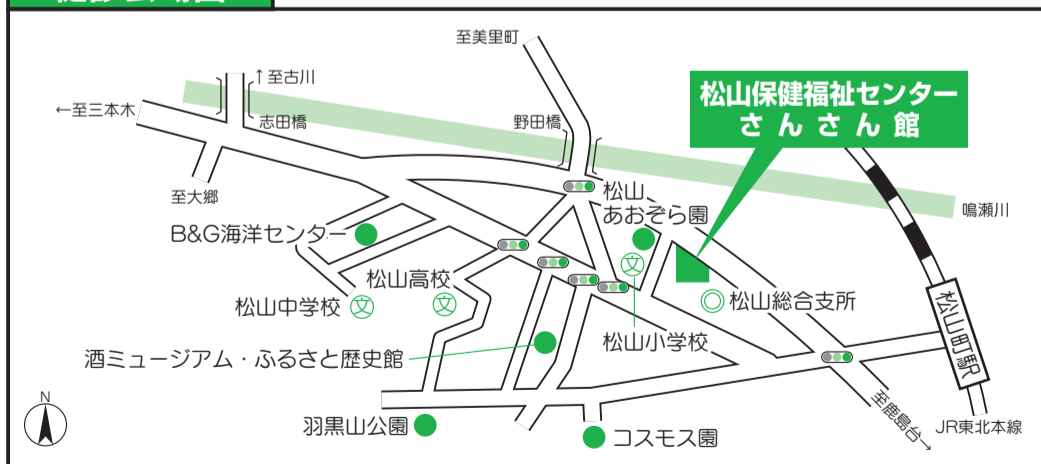 至美里町
↑至古川
←至三本木
志田橋
野田橋
松山保健福祉センター
さんさん館
至大郷
松山
あおぞら園
鳴瀬川
B&G海洋センター
松山高校
文
松山中学校
文
文
松山総合支所
松山小学校
酒ミュージアム・ふるさと歴史館
松山町駅
至鹿島台→
羽黒山公園
コスモス園
JR東北本線
N